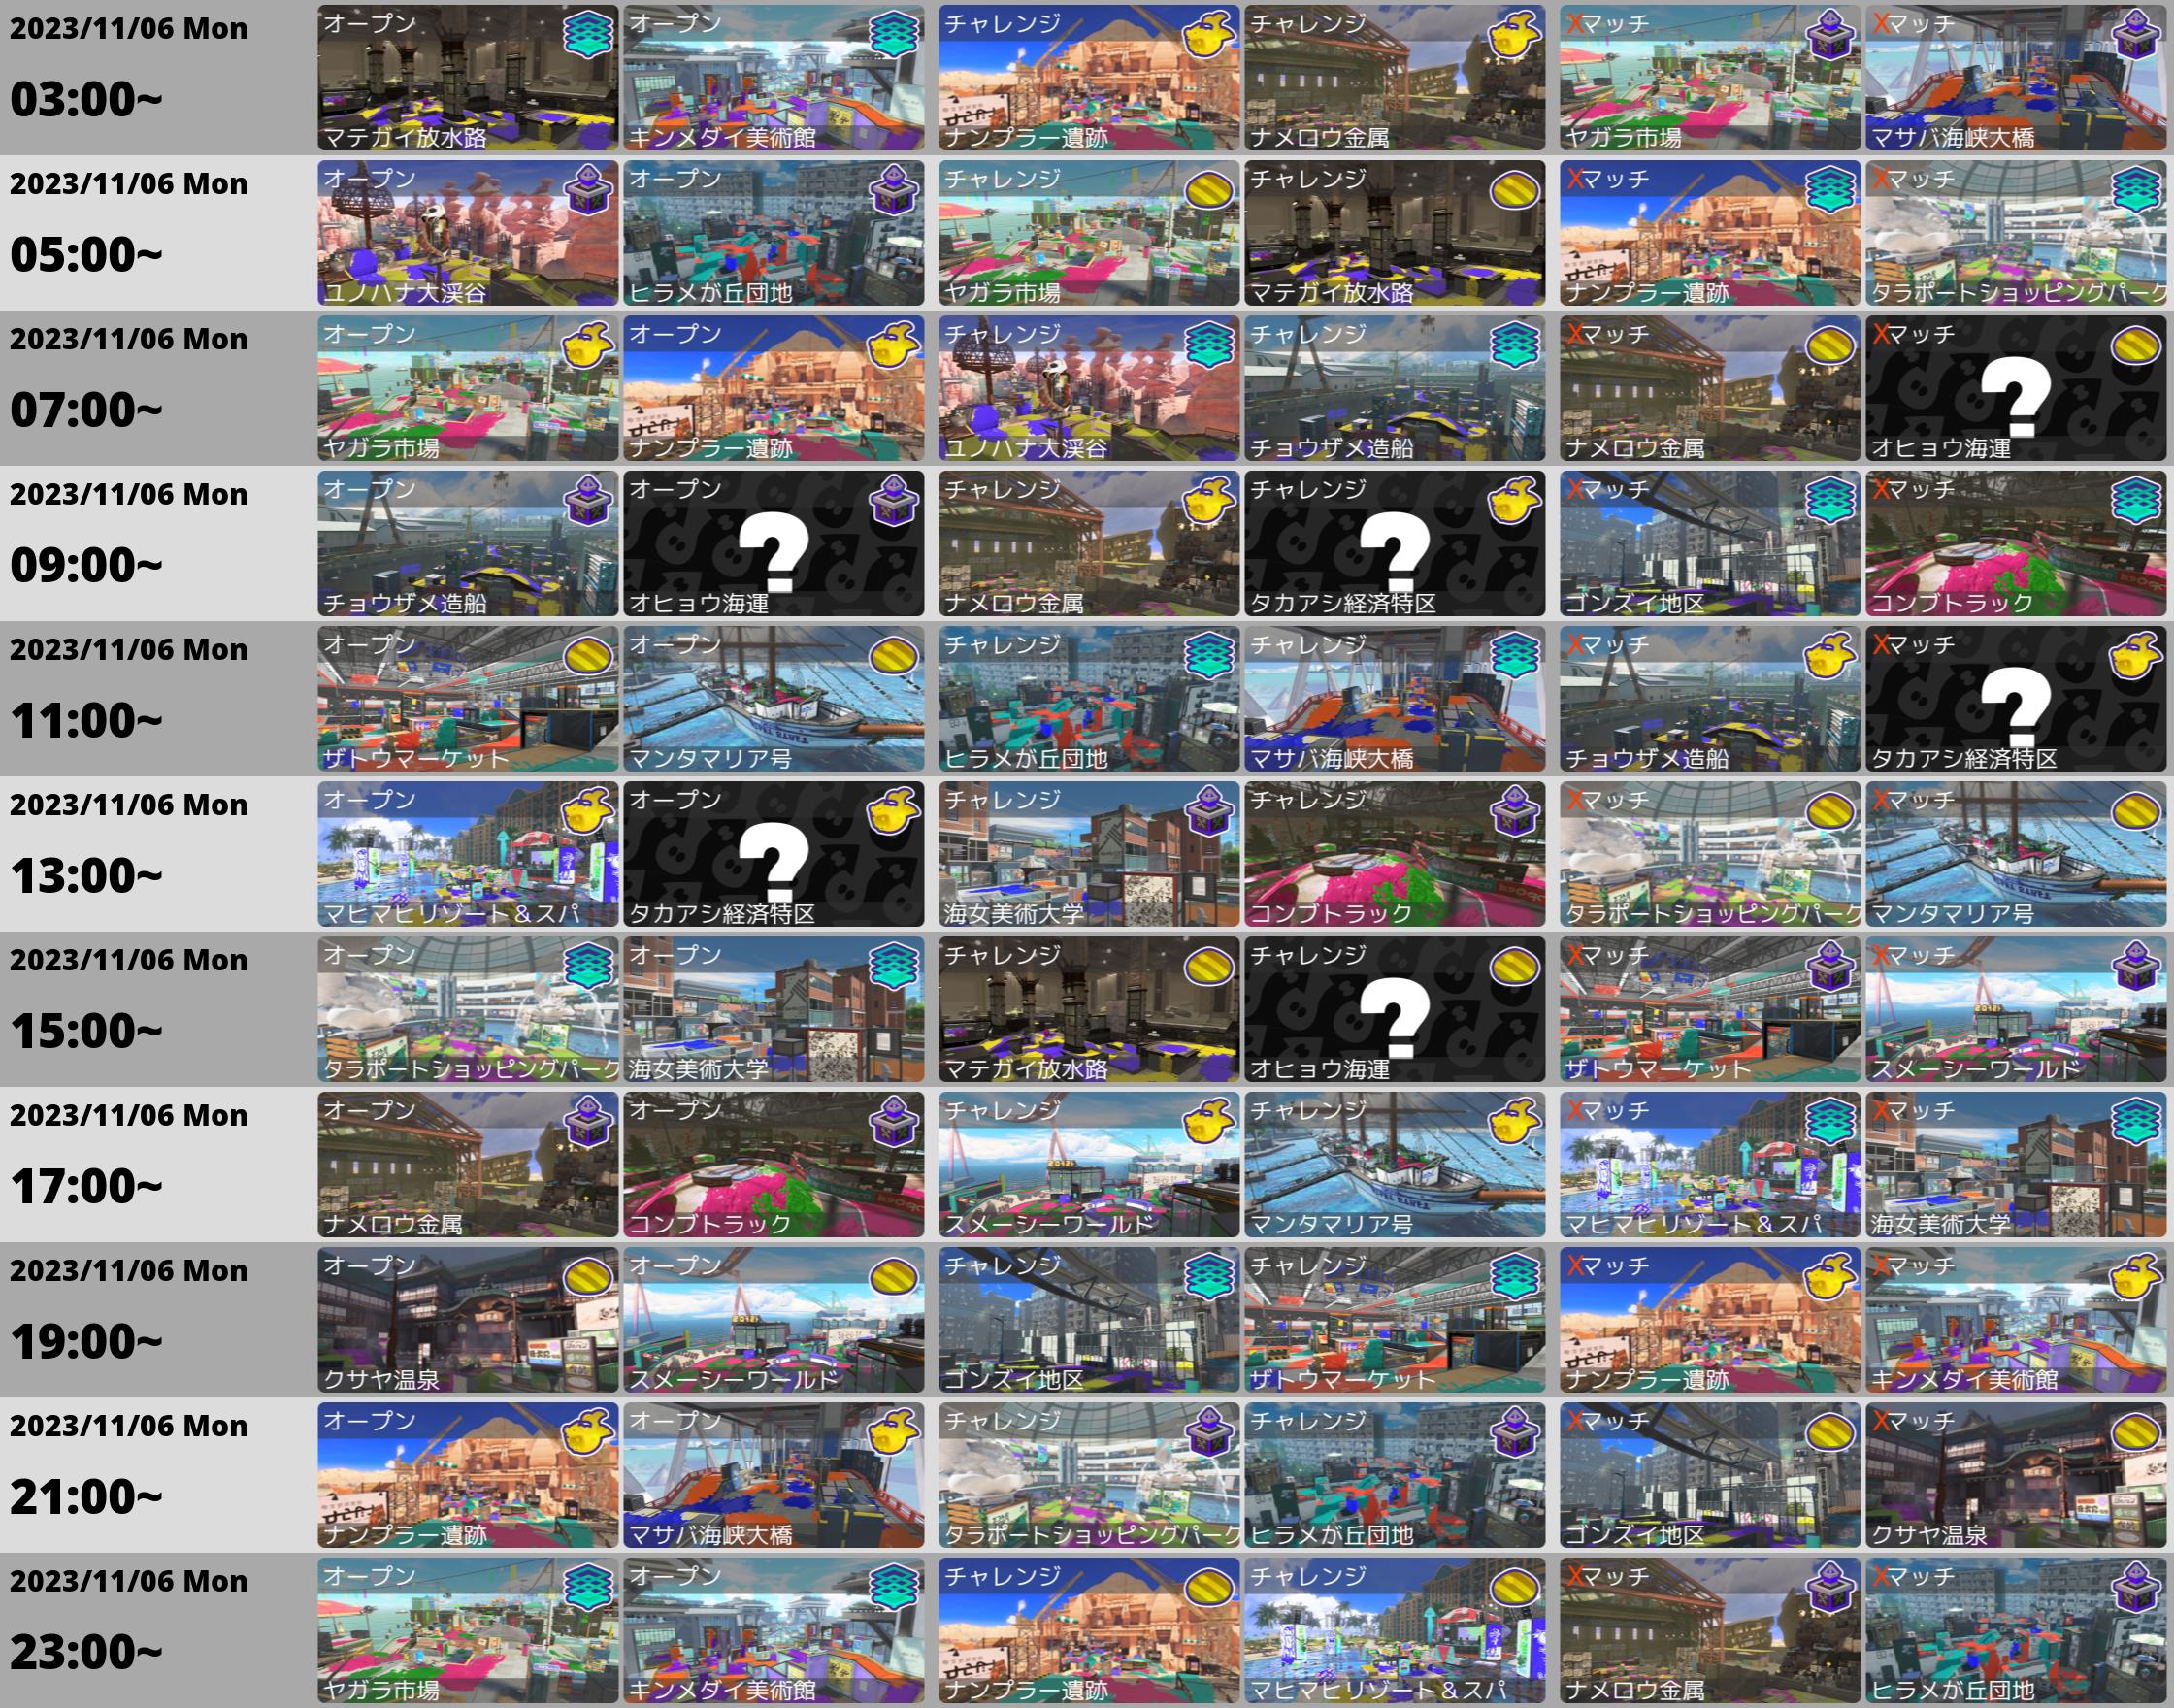 2023/11/06 Mon
03:00~
オープン
マテガイ放水路
オープン
キンメダイ美術館
チャレンジ
ナンプラー遺跡
チャレンジ
ナメロウ金属
Xマッチ
ヤガラ市場
Xマッチ
マサバ海峡大橋
2023/11/06 Mon
05:00~
オープン
ユノハナ大渓谷
オープン
ヒラメが丘団地
チャレンジ
ヤガラ市場
チャレンジ
マテガイ放水路
Xマッチ
ナンプラー遺跡
Xマッチ
タラポートショッピングパーク
2023/11/06 Mon
07:00~
オープン
ヤガラ市場
オープン
ナンプラー遺跡
チャレンジ
ユノハナ大渓谷
チャレンジ
チョウザメ造船
Xマッチ
ナメロウ金属
Xマッチ
?
オヒョウ海運
2023/11/06 Mon
09:00~
オープン
チョウザメ造船
オープン
?
オヒョウ海運
チャレンジ
ナメロウ金属
チャレンジ
?
タカアシ経済特区
Xマッチ
ゴンズイ地区
Xマッチ
コンブトラック
2023/11/06 Mon
11:00~
オープン
ザトウマーケット
オープン
マンタマリア号
チャレンジ
ヒラメが丘団地
チャレンジ
マサバ海峡大橋
Xマッチ
チョウザメ造船
Xマッチ
?
タカアシ経済特区
2023/11/06 Mon
13:00~
オープン
マヒマヒリゾート＆スパ
オープン
?
タカアシ経済特区
チャレンジ
海女美術大学
チャレンジ
コンブトラック
Xマッチ
タラポートショッピングパーク
Xマッチ
マンタマリア号
2023/11/06 Mon
15:00~
オープン
タラポートショッピングパーク
オープン
海女美術大学
チャレンジ
マテガイ放水路
チャレンジ
?
オヒョウ海運
Xマッチ
ザトウマーケット
Xマッチ
スメーシーワールド
2023/11/06 Mon
17:00~
オープン
ナメロウ金属
オープン
コンブトラック
チャレンジ
スメーシーワールド
チャレンジ
マンタマリア号
Xマッチ
マヒマヒリゾート＆スパ
Xマッチ
海女美術大学
2023/11/06 Mon
19:00~
オープン
クサヤ温泉
オープン
スメーシーワールド
チャレンジ
ゴンズイ地区
チャレンジ
ザトウマーケット
Xマッチ
ナンプラー遺跡
Xマッチ
キンメダイ美術館
2023/11/06 Mon
21:00~
オープン
ナンプラー遺跡
オープン
マサバ海峡大橋
チャレンジ
タラポートショッピングパーク
チャレンジ
ヒラメが丘団地
Xマッチ
ゴンズイ地区
Xマッチ
クサヤ温泉
2023/11/06 Mon
23:00~
オープン
ヤガラ市場
オープン
キンメダイ美術館
チャレンジ
ナンプラー遺跡
チャレンジ
マヒマヒリゾート＆スパ
Xマッチ
ナメロウ金属
Xマッチ
ヒラメが丘団地